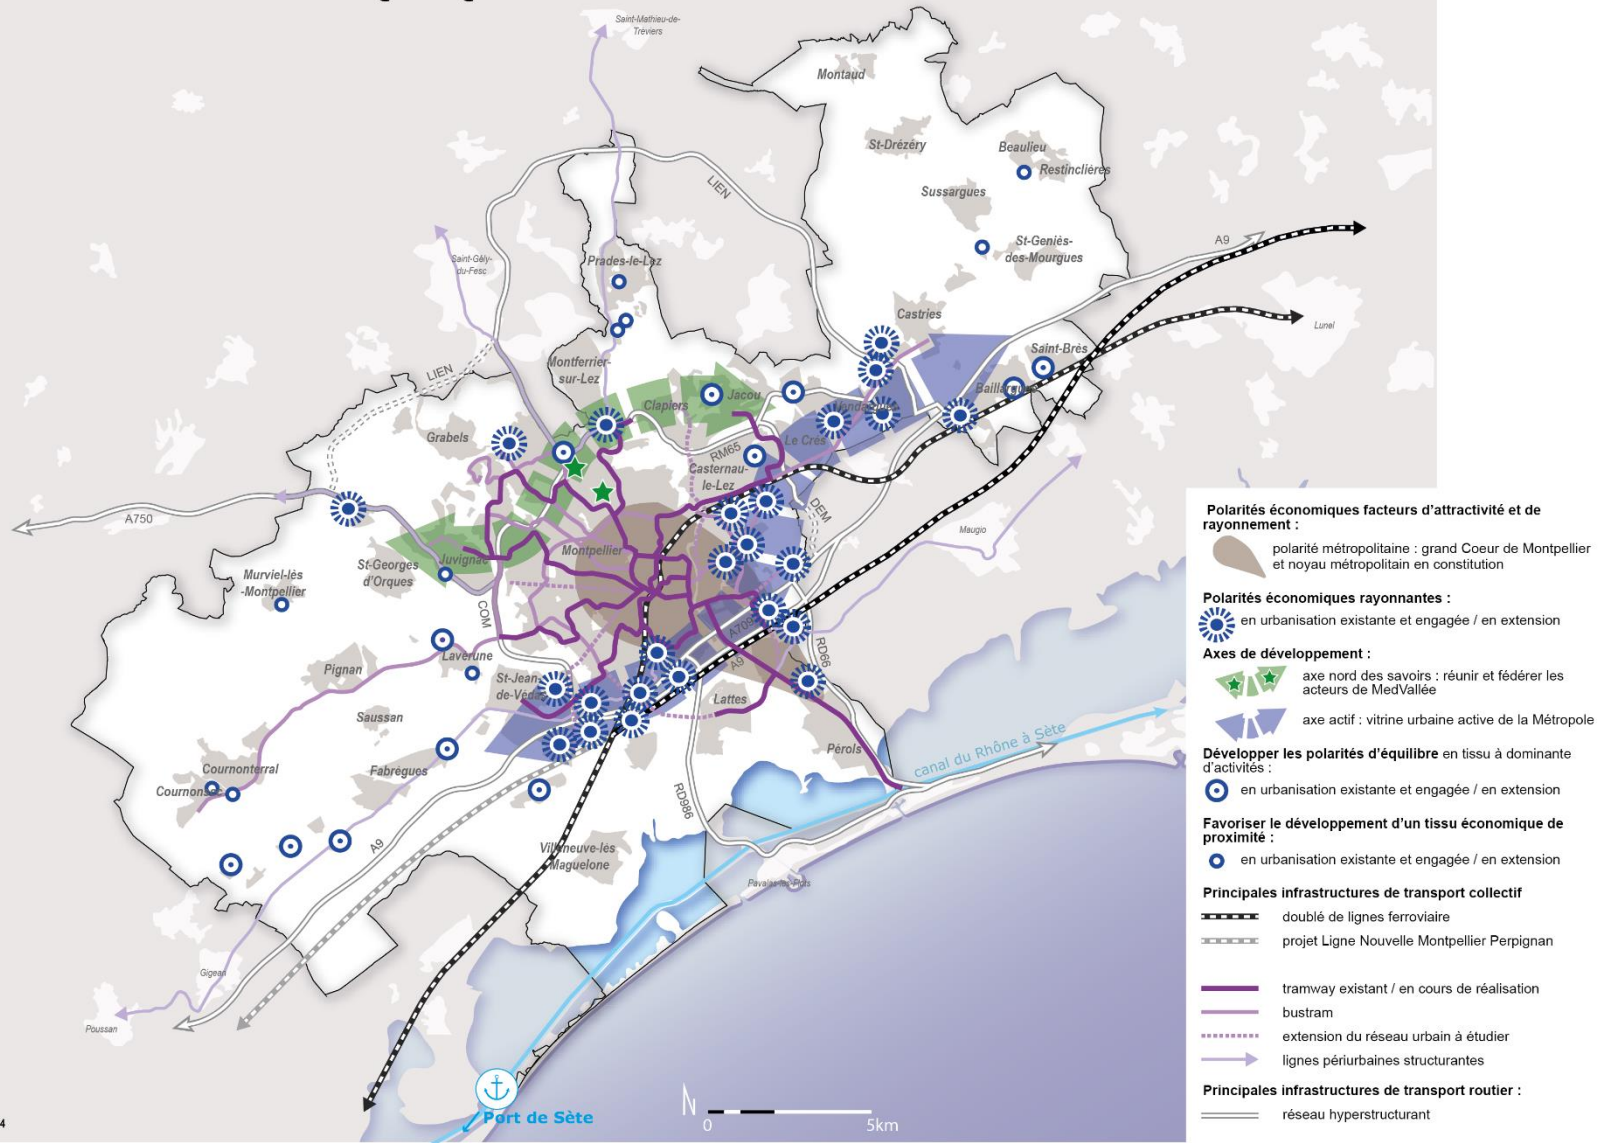 Saint-Mathieu-de-
Tréviers
Montaud
St-Drézéry
Beaulieu
Restinclières
LIEN
Sussargues
St-Geniès-
des-Mourgues
A9
Saint-Gély-
du-Fesc
Prades-le-Lez
Castries
Lunel
Montferrier-
sur-Lez
LIEN
Saint-Brès
Baillargues
Clapiers
Jacou
Vendargues
Grabels
Le Crès
RM65
Casternau-
le-Lez
A750
DEM
Maugio
Montpellier
St-Georges
d'Orques
Juvignac
Murviel-lès
-Montpellier
COM
A709
RD66
Laverune
A9
Pignan
St-Jean-
de-Védas
Lattes
Saussan
Pérols
canal du Rhône à Sète
Cournonterral
Fabrègues
Cournonsec
RD986
A9
Villeneuve-lès
Maguelone
Pavalas-les-Flots
Gigean
Poussan
Port de Sète
N
0
5km
4
Polarités économiques facteurs d'attractivité et de
rayonnement :
polarité métropolitaine : grand Coeur de Montpellier
et noyau métropolitain en constitution
Polarités économiques rayonnantes :
en urbanisation existante et engagée / en extension
Axes de développement :
axe nord des savoirs : réunir et fédérer les
acteurs de MedVallée
axe actif : vitrine urbaine active de la Métropole
Développer les polarités d'équilibre en tissu à dominante
d'activités :
en urbanisation existante et engagée / en extension
Favoriser le développement d'un tissu économique de
proximité :
en urbanisation existante et engagée / en extension
Principales infrastructures de transport collectif
doublé de lignes ferroviaire
projet Ligne Nouvelle Montpellier Perpignan
tramway existant / en cours de réalisation
bustram
extension du réseau urbain à étudier
lignes périurbaines structurantes
Principales infrastructures de transport routier :
réseau hyperstructurant